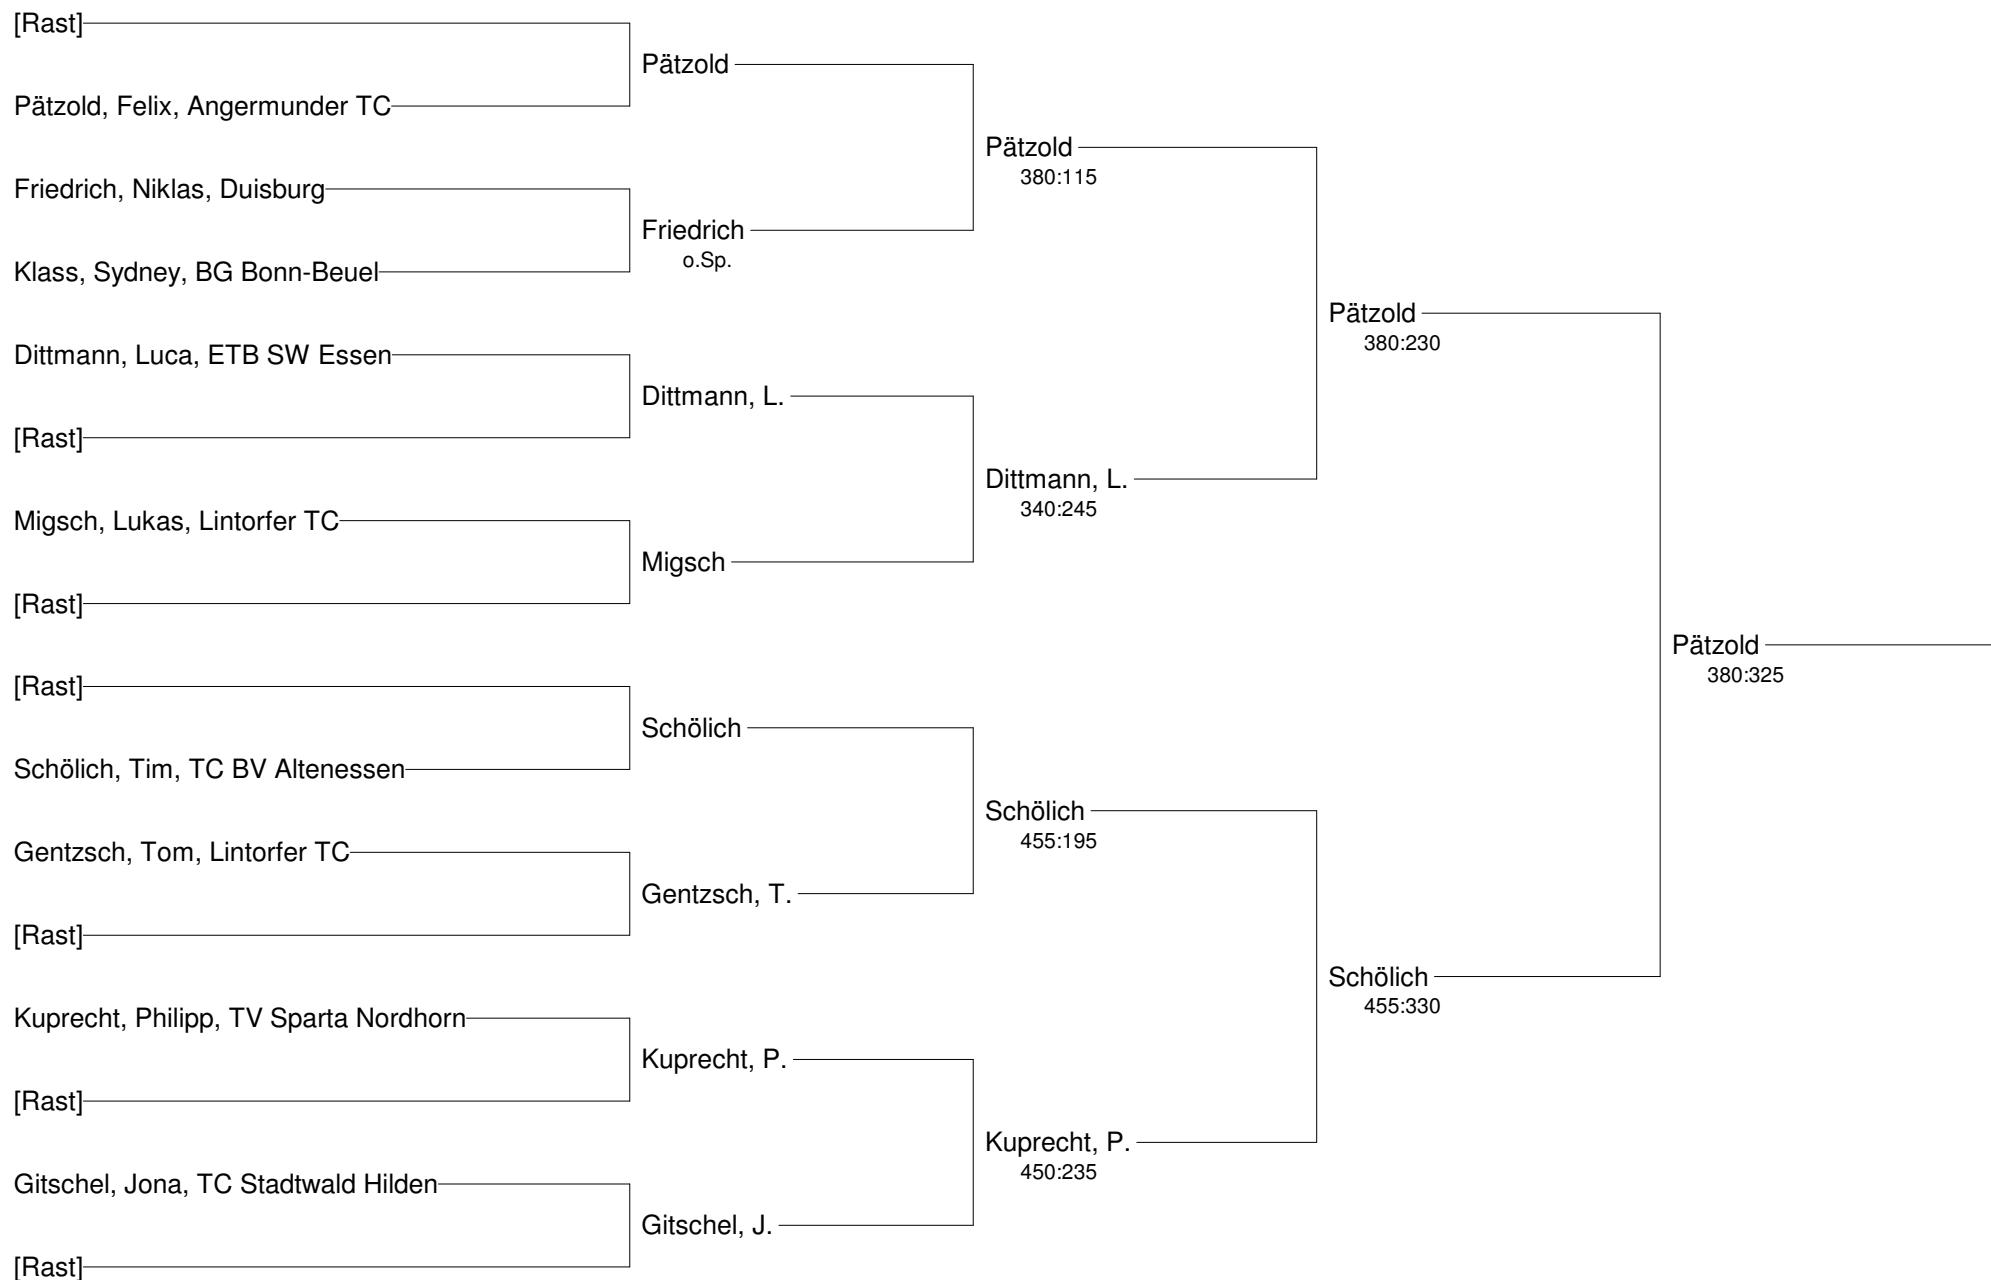 [Rast]
Pätzold
Pätzold, Felix, Angermunder TC
Pätzold
380:115
Friedrich, Niklas, Duisburg
Friedrich
o.Sp.
Klass, Sydney, BG Bonn-Beuel
Pätzold
380:230
Dittmann, Luca, ETB SW Essen
Dittmann, L.
[Rast]
Dittmann, L.
340:245
Migsch, Lukas, Lintorfer TC
Migsch
[Rast]
Pätzold
380:325
[Rast]
Schölich
Schölich, Tim, TC BV Altenessen
Schölich
455:195
Gentzsch, Tom, Lintorfer TC
Gentzsch, T.
[Rast]
Schölich
455:330
Kuprecht, Philipp, TV Sparta Nordhorn
Kuprecht, P.
[Rast]
Kuprecht, P.
450:235
Gitschel, Jona, TC Stadtwald Hilden
Gitschel, J.
[Rast]